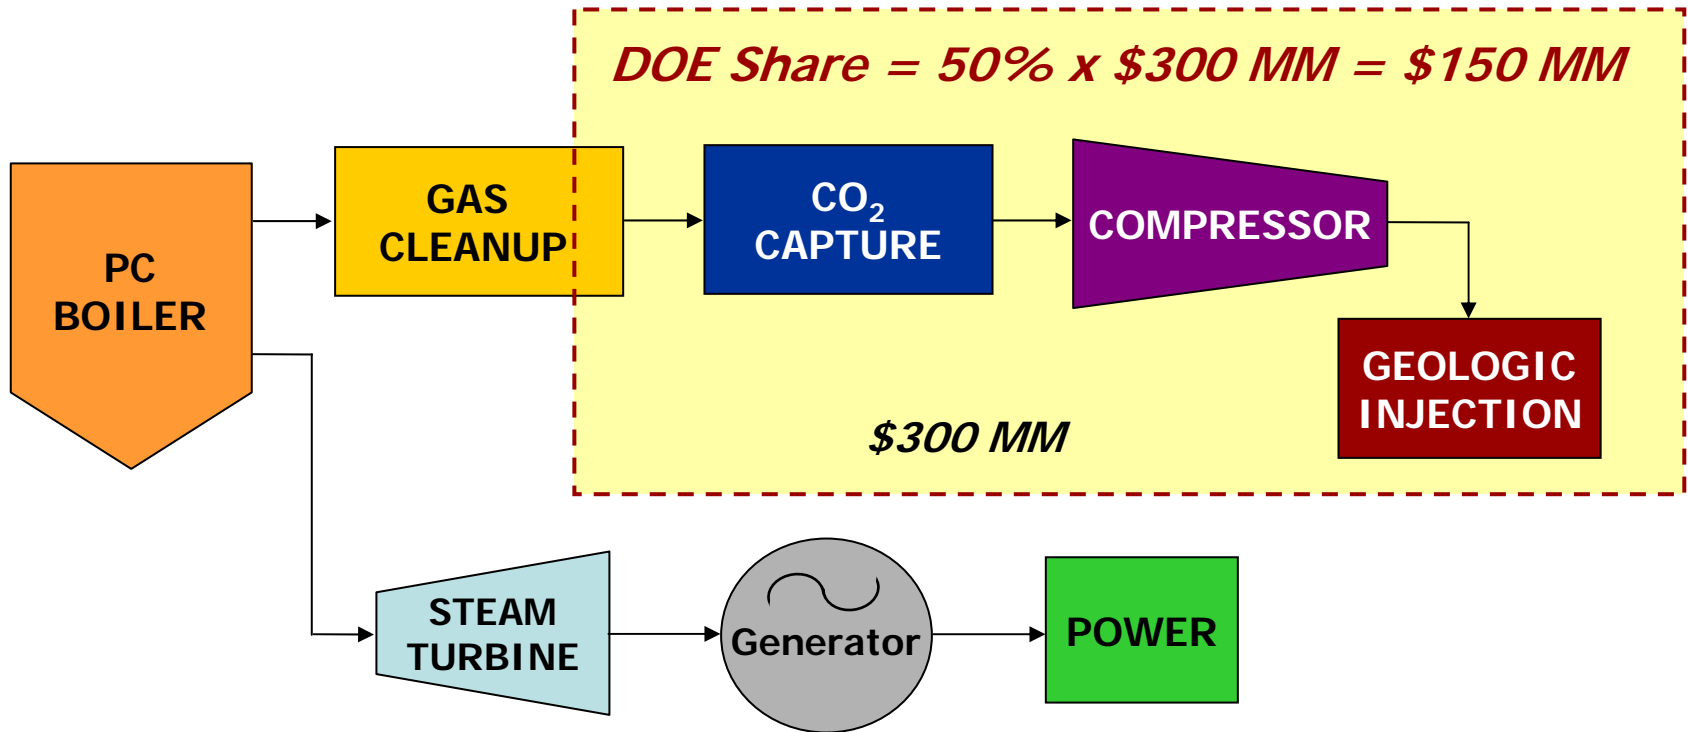 DOE Share = 50% x $300 MM = $150 MM
GAS
CLEANUP
CO₂
CAPTURE
COMPRESSOR
PC
BOILER
GEOLOGIC
INJECTION
$300 MM
STEAM
TURBINE
Generator
POWER